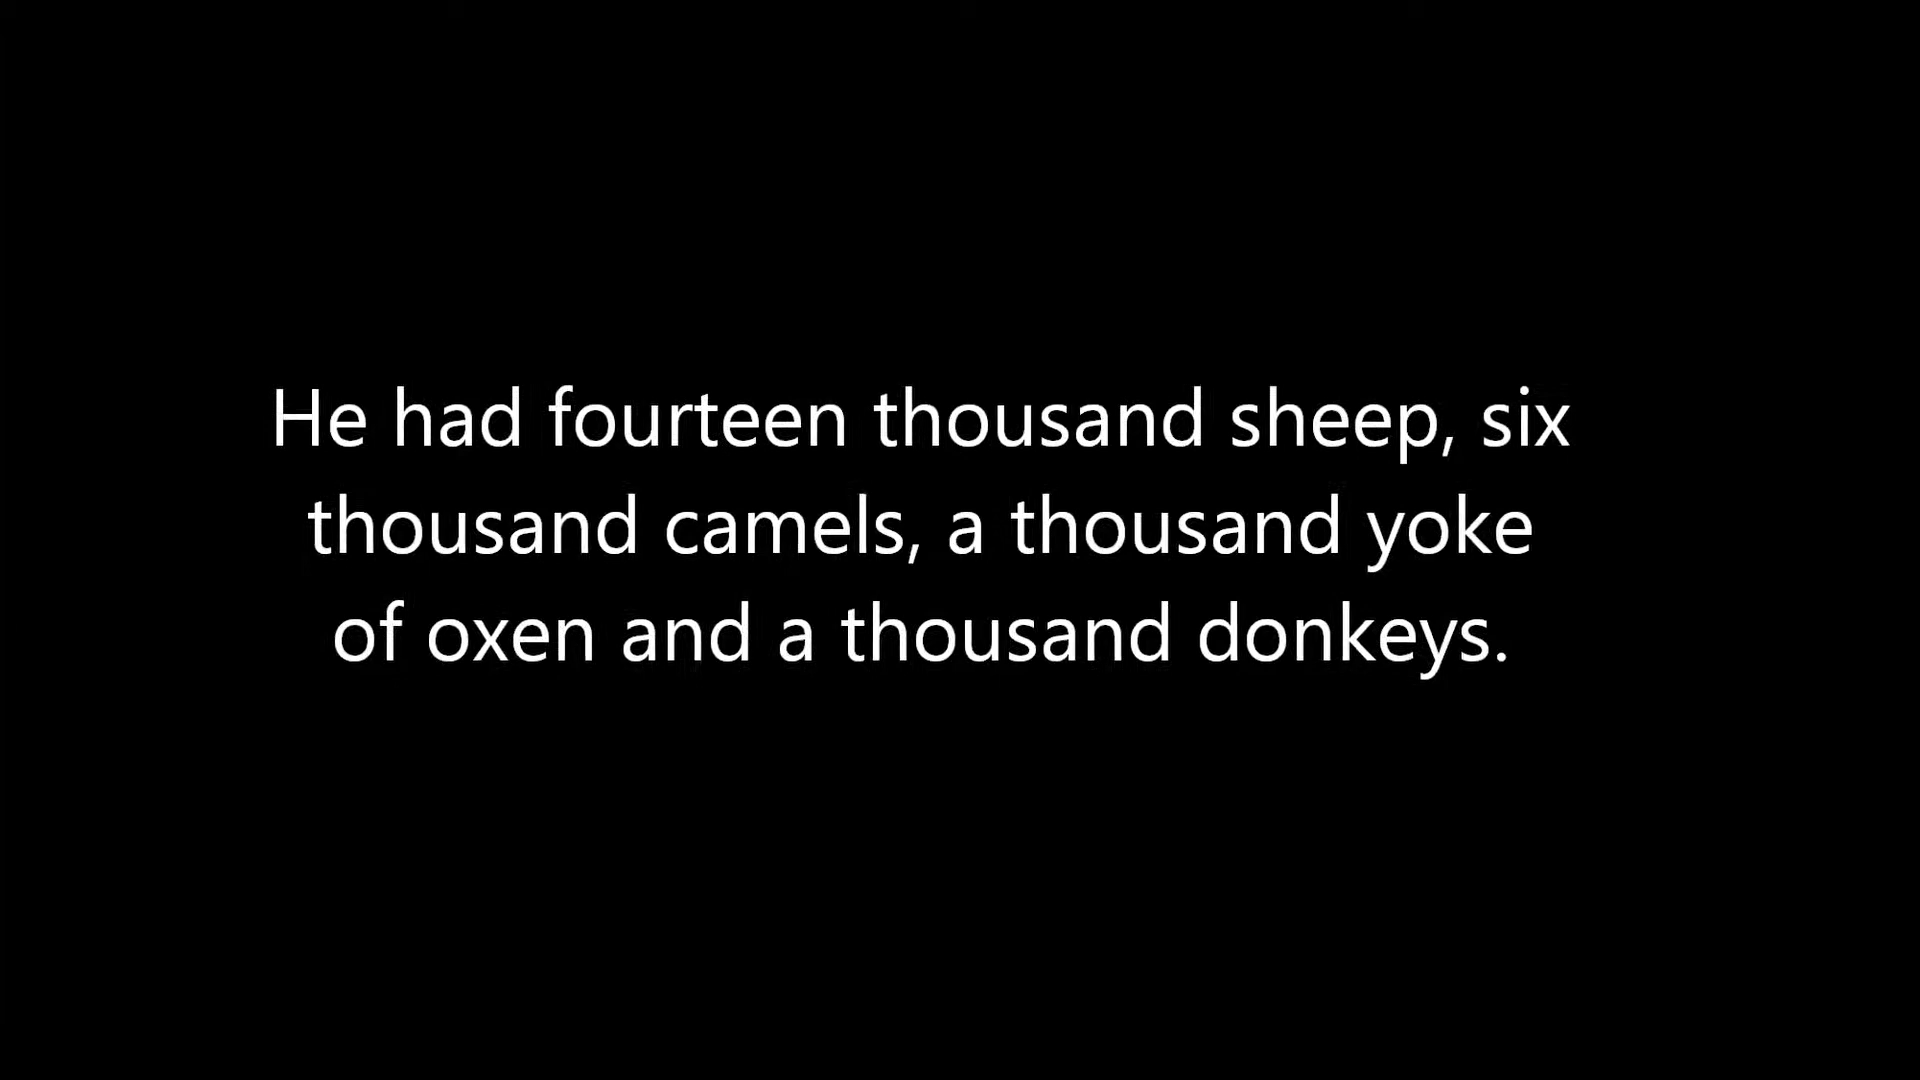 He had fourteen thousand sheep, six
thousand camels, a thousand yoke
of oxen and a thousand donkeys.